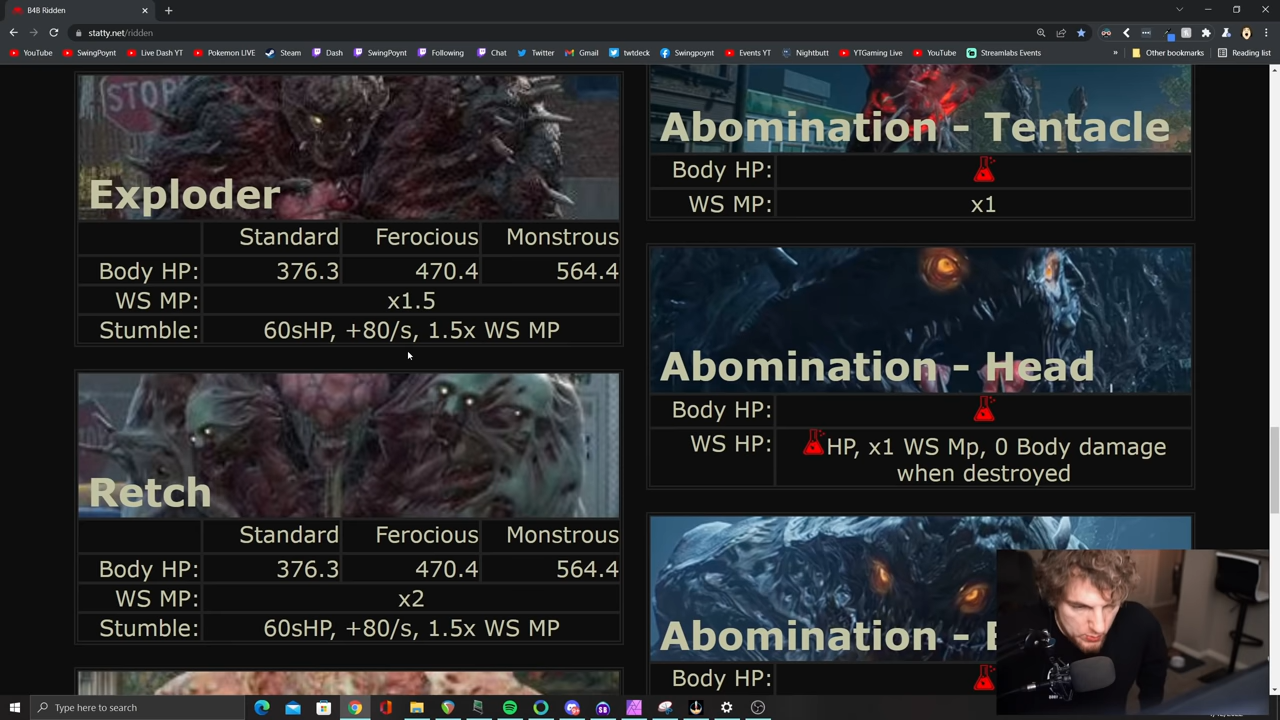 B4B Ridden
statty.net/ridden
YouTube SwingPoynt Live Dash YT Pokemon LIVE Steam Dash SwingPoynt Following Chat Twitter Gmail twtdeck Swingpoynt Events YT Nightbutt YTGaming Live YouTube Streamlabs Events » Other bookmarks Reading list
STOP
Exploder
Standard Ferocious Monstrous
Body HP: 376.3 470.4 564.4
WS MP: x1.5
Stumble: 60sHP, +80/s, 1.5x WS MP
Retch
Standard Ferocious Monstrous
Body HP: 376.3 470.4 564.4
WS MP: x2
Stumble: 60sHP, +80/s, 1.5x WS MP
Abomination - Tentacle
Body HP:
WS MP: x1
Abomination - Head
Body HP:
WS HP: HP, x1 WS Mp, 0 Body damage
when destroyed
Abomination -
Body HP:
Type here to search